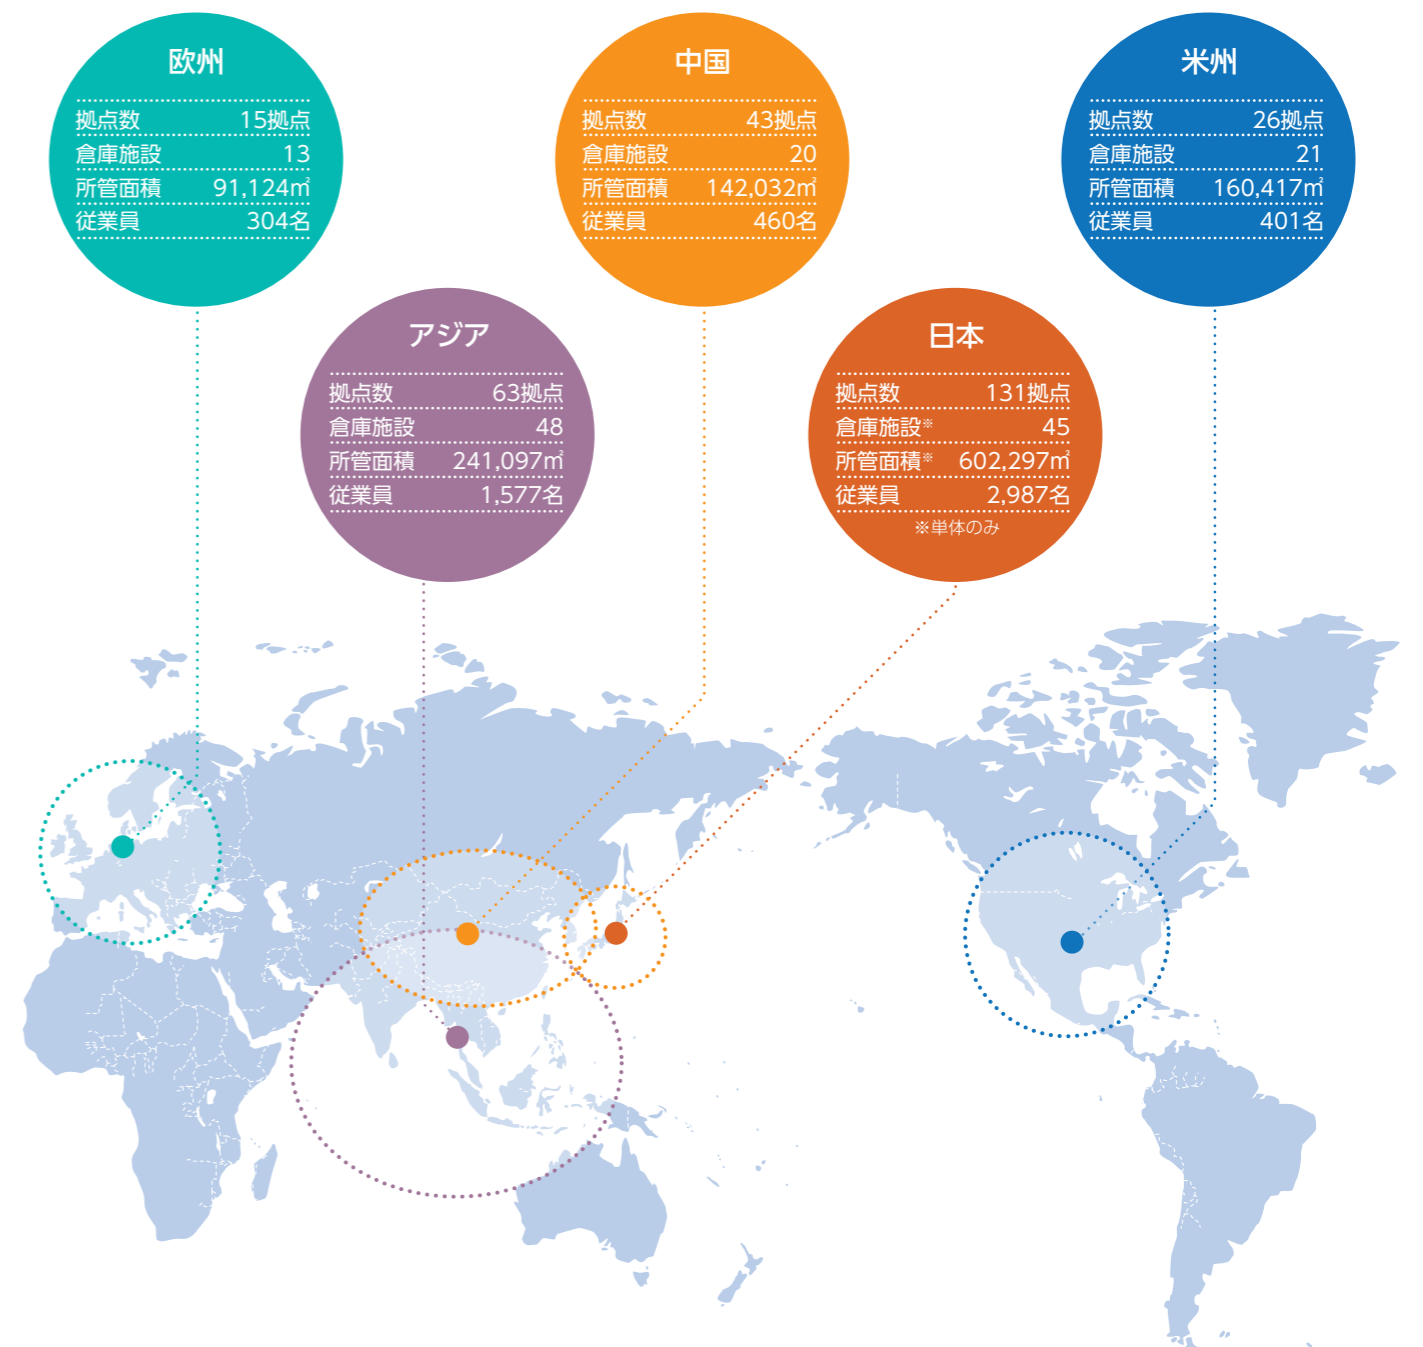 欧州
拠点数 15拠点
倉庫施設 13
所管面積 91,124㎡
従業員 304名
中国
拠点数 43拠点
倉庫施設 20
所管面積 142,032㎡
従業員 460名
米州
拠点数 26拠点
倉庫施設 21
所管面積 160,417㎡
従業員 401名
アジア
拠点数 63拠点
倉庫施設 48
所管面積 241,097㎡
従業員 1,577名
日本
拠点数 131拠点
倉庫施設※ 45
所管面積※ 602,297㎡
従業員 2,987名
※単体のみ